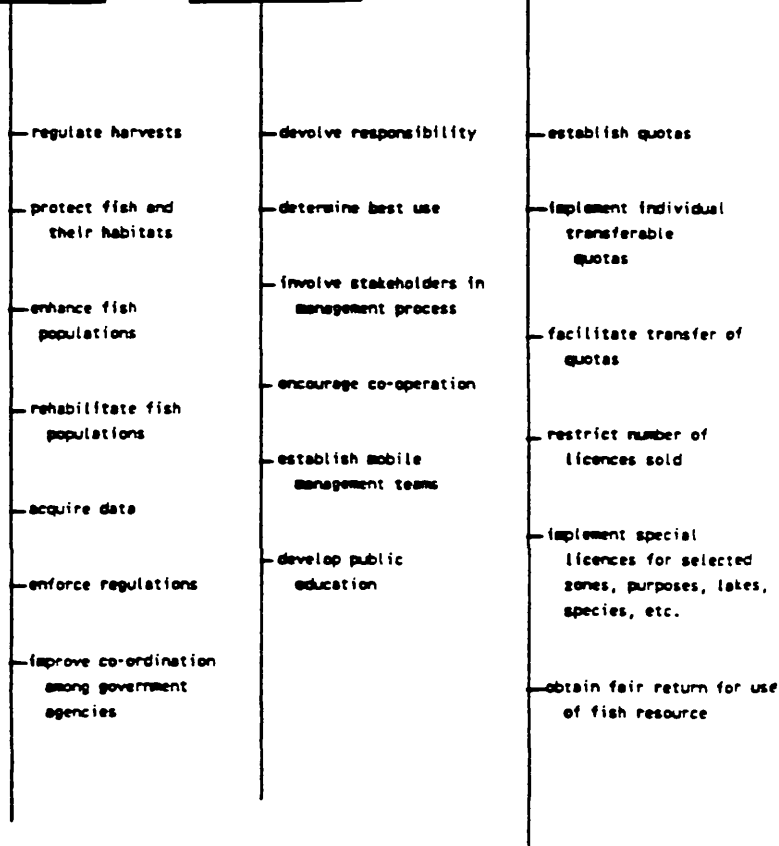 regulate harvests
protect fish and
their habitats
enhance fish
populations
rehabilitate fish
populations
acquire data
enforce regulations
improve co-ordination
among government
agencies
devolve responsibility
determine best use
involve stakeholders in
management process
encourage co-operation
establish mobile
management teams
develop public
education
establish quotas
implement individual
transferable
quotas
facilitate transfer of
quotas
restrict number of
licences sold
implement special
licences for selected
zones, purposes, lakes,
species, etc.
obtain fair return for use
of fish resource